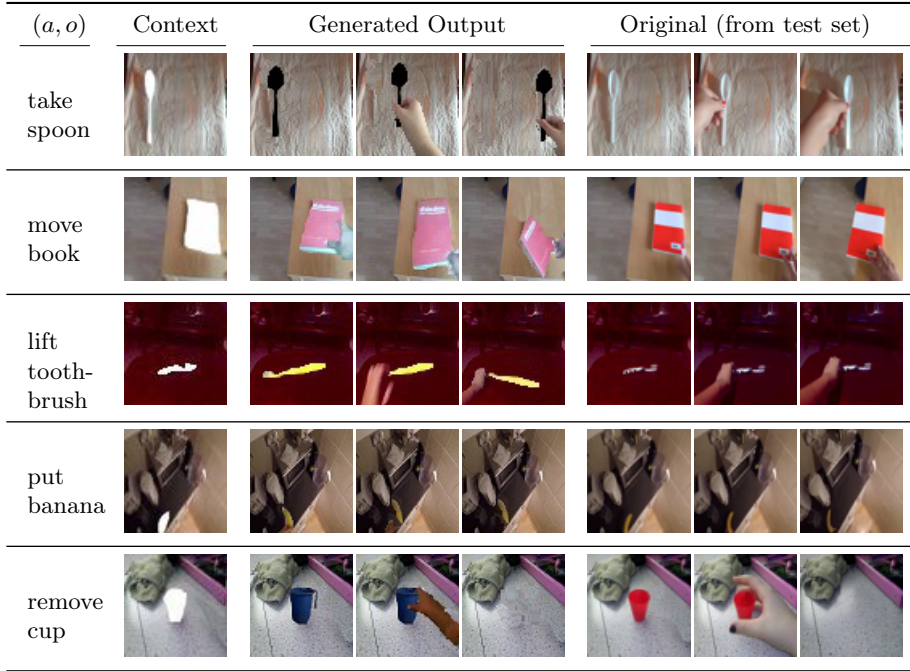 (a, o) Context Generated Output Original (from test set)
take
spoon
move
book
lift
tooth-
brush
put
banana
remove
cup